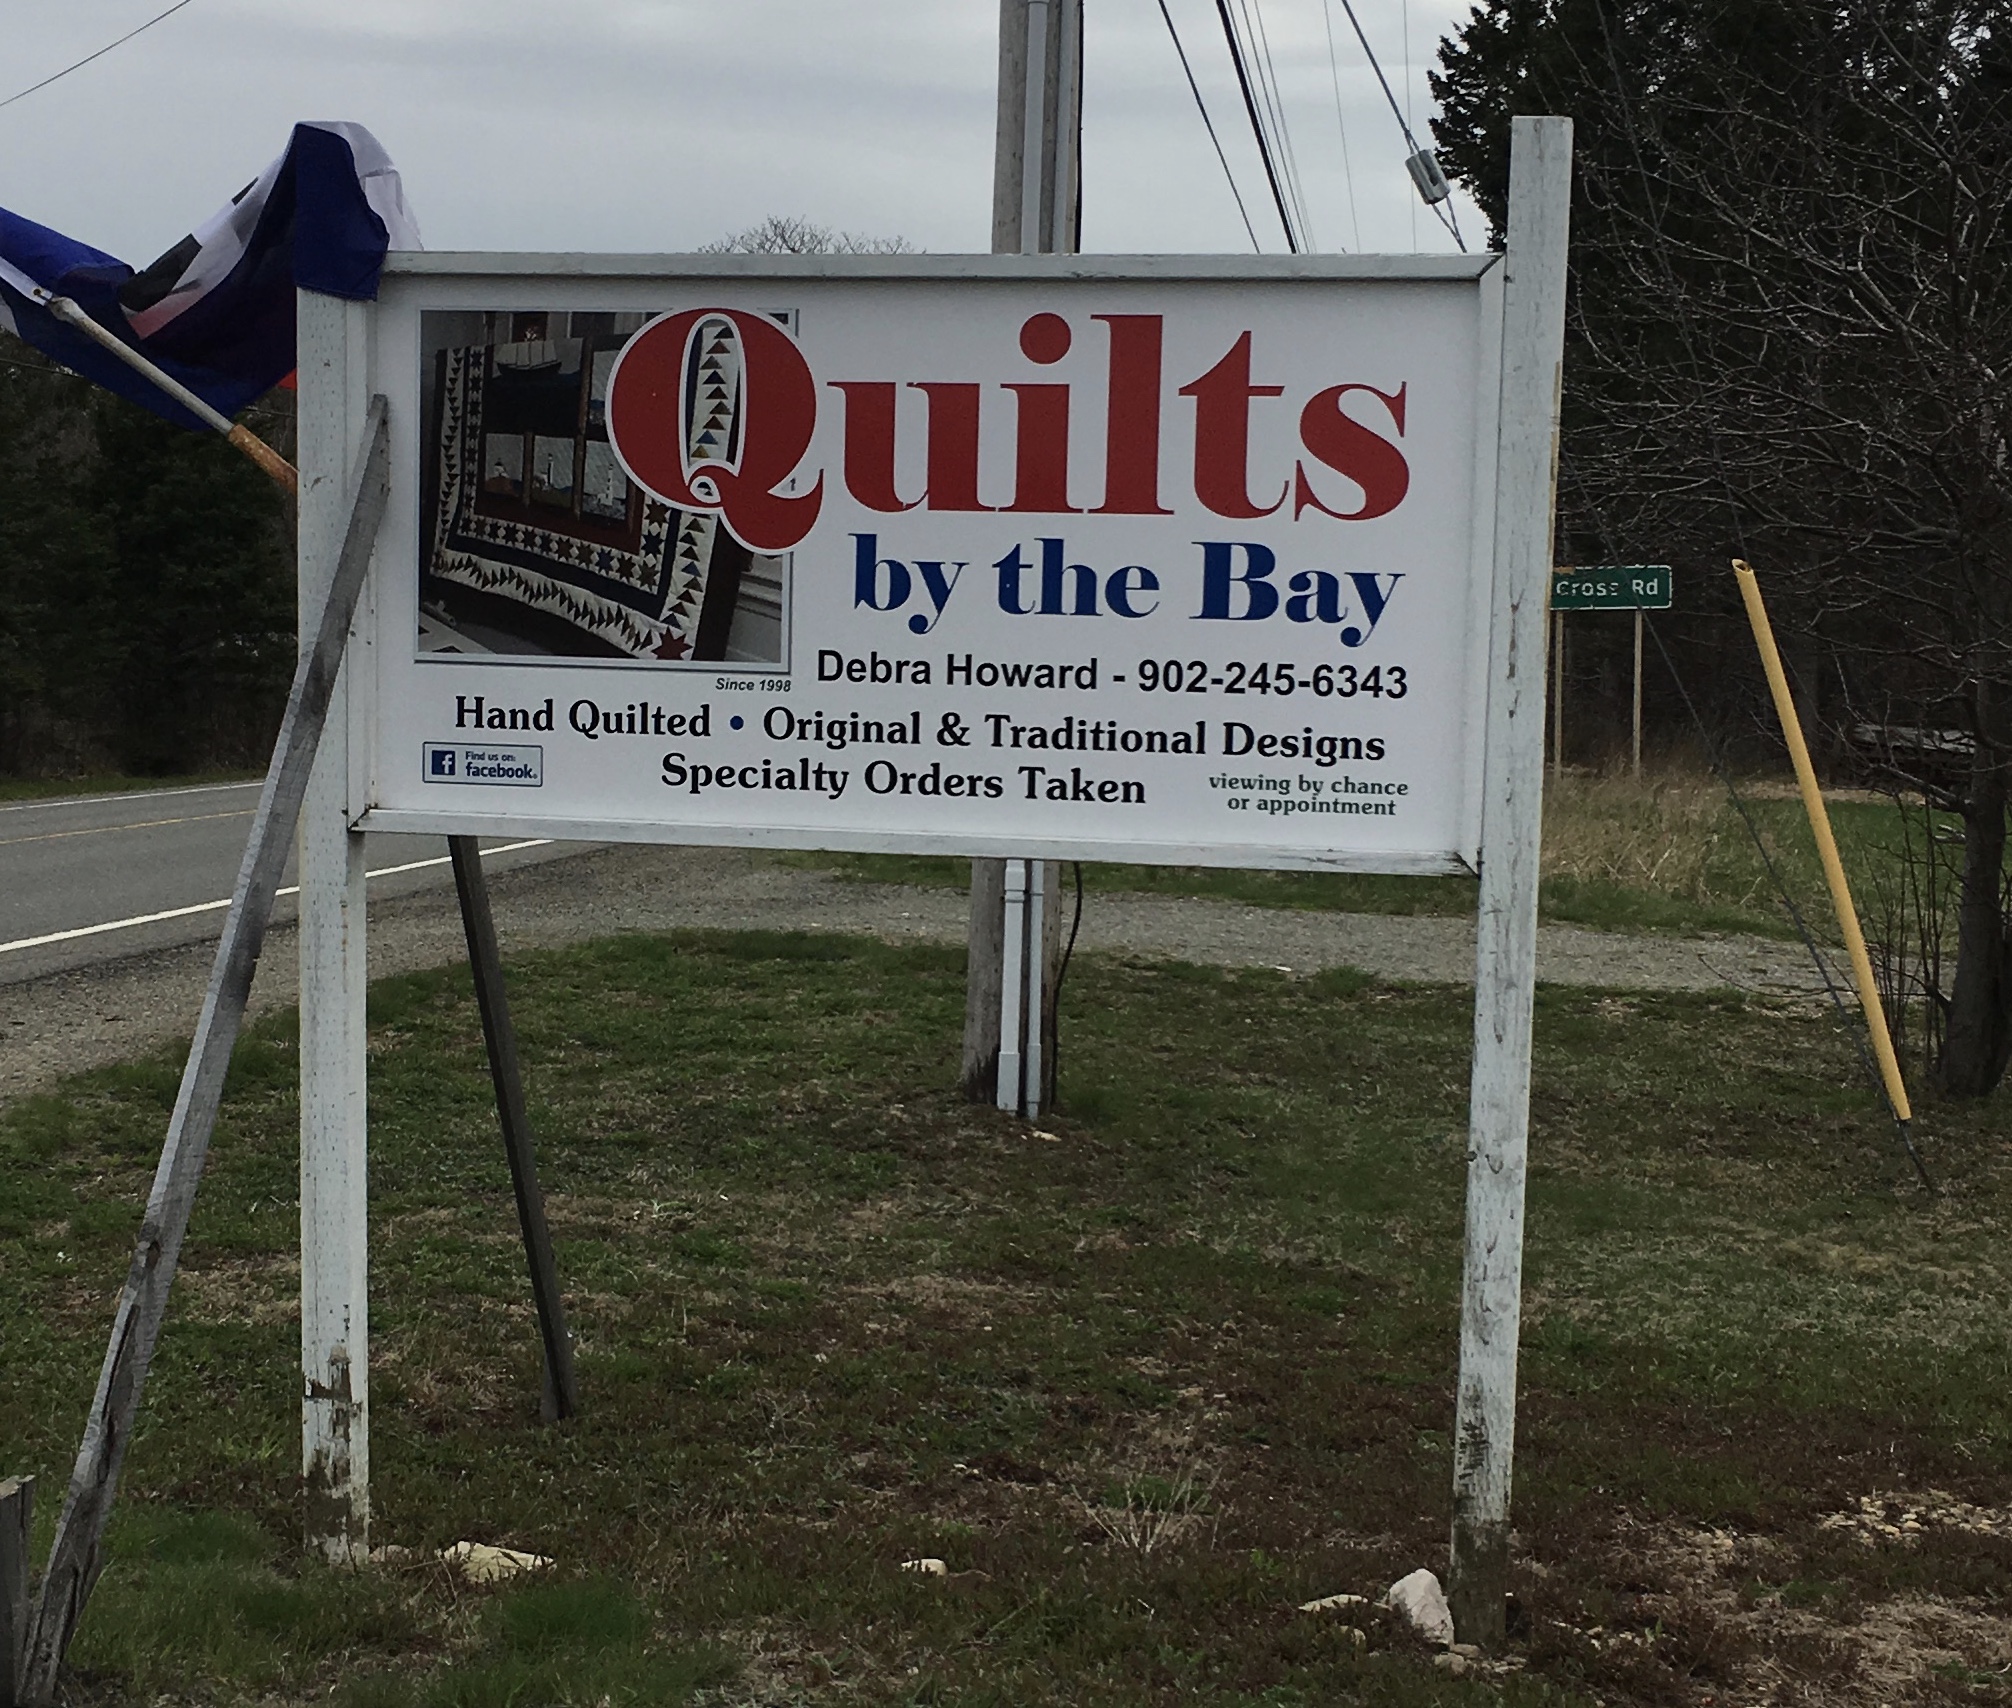 Quilts
by the Bay
Debra Howard - 902-245-6343
Since 1998
Hand Quilted • Original & Traditional Designs
Find us on:
facebook.
Specialty Orders Taken
viewing by chance
or appointment
Cross Rd